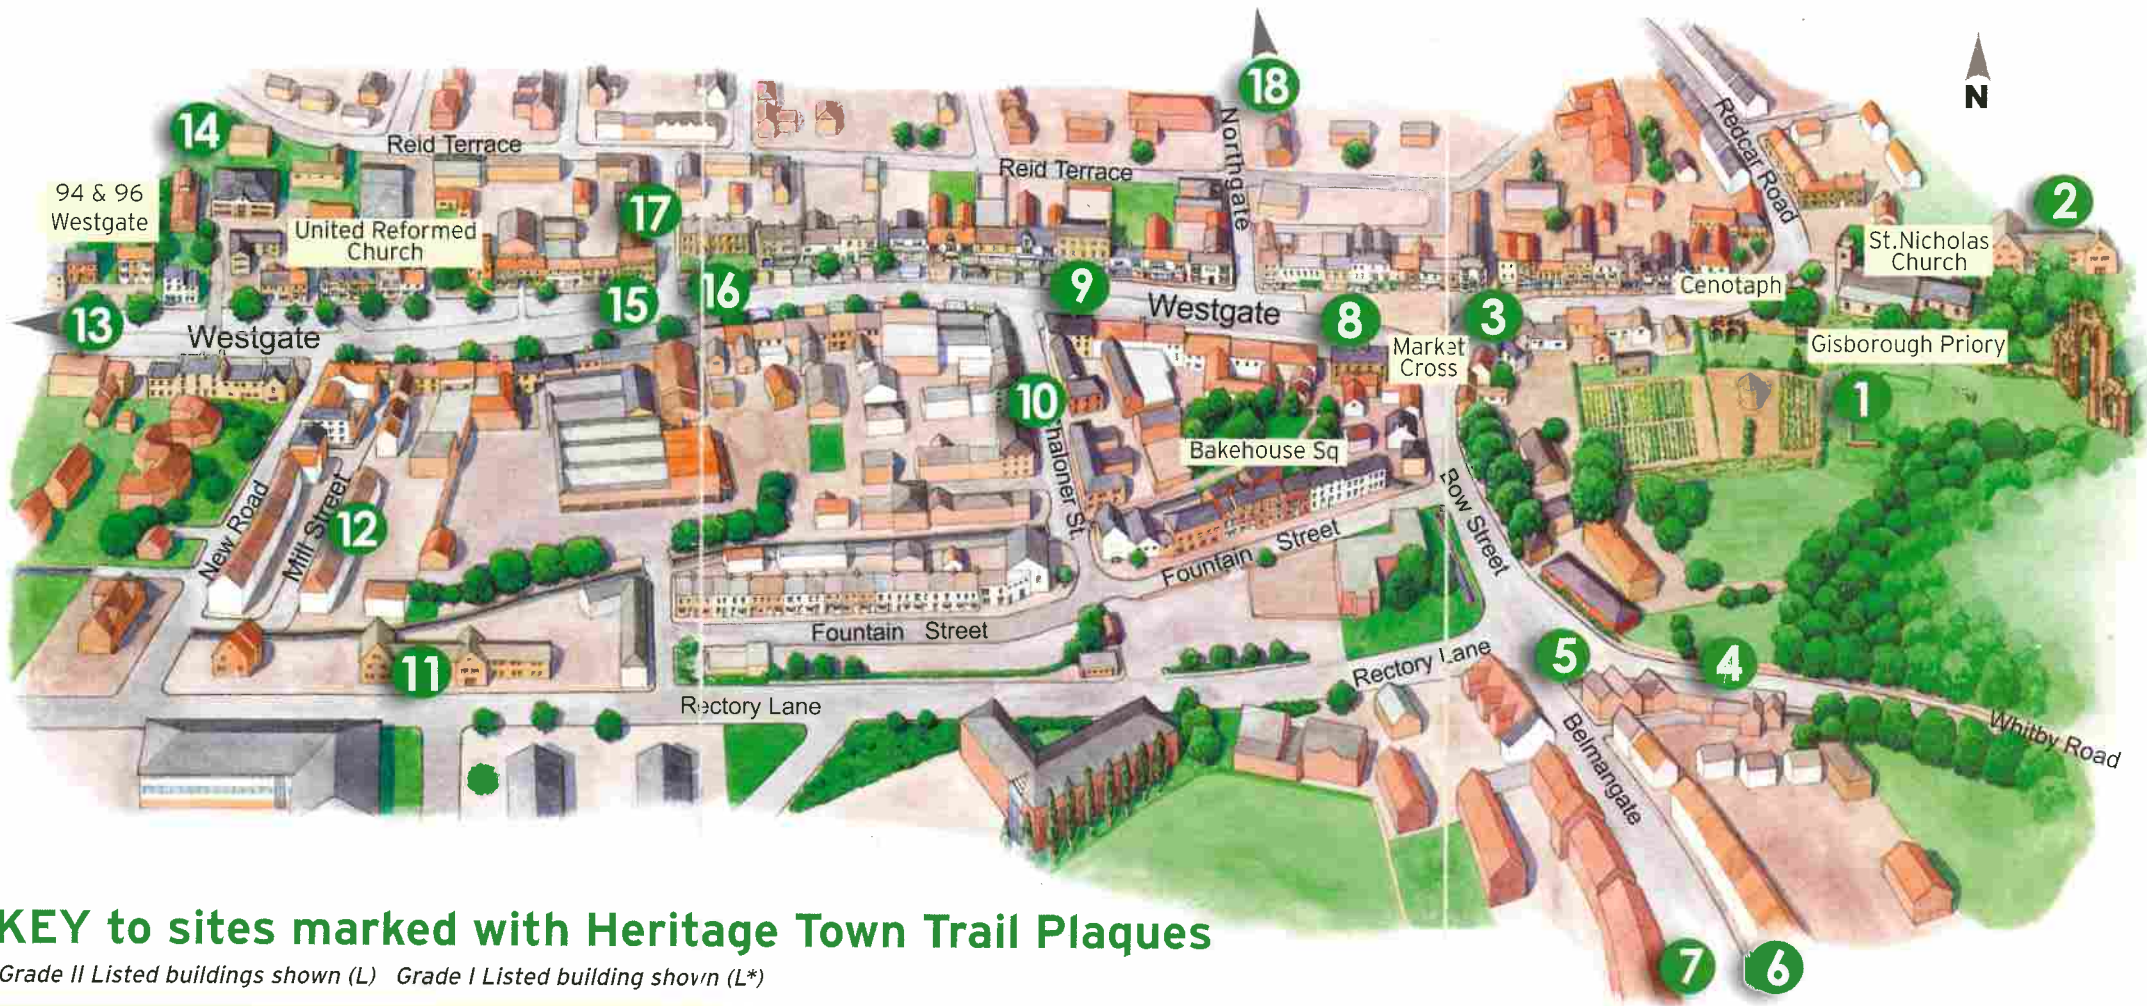 18
N
14
Reid Terrace
Reid Terrace
Northgate
Redcar Road
94 & 96
Westgate
United Reformed
Church
17
2
St.Nicholas
Church
13
Westgate
15
16
9
Westgate
8
3
Cenotaph
Market
Cross
Gisborough Priory
10
haloner St.
1
Bakehouse Sq
New Road
Mill Street
12
Fountain Street
Bow Street
Fountain Street
11
Rectory Lane
Rectory Lane
5
4
Belmangate
Whitby Road
7
6
KEY to sites marked with Heritage Town Trail Plaques
Grade II Listed buildings shown (L) Grade I Listed building shown (L*)